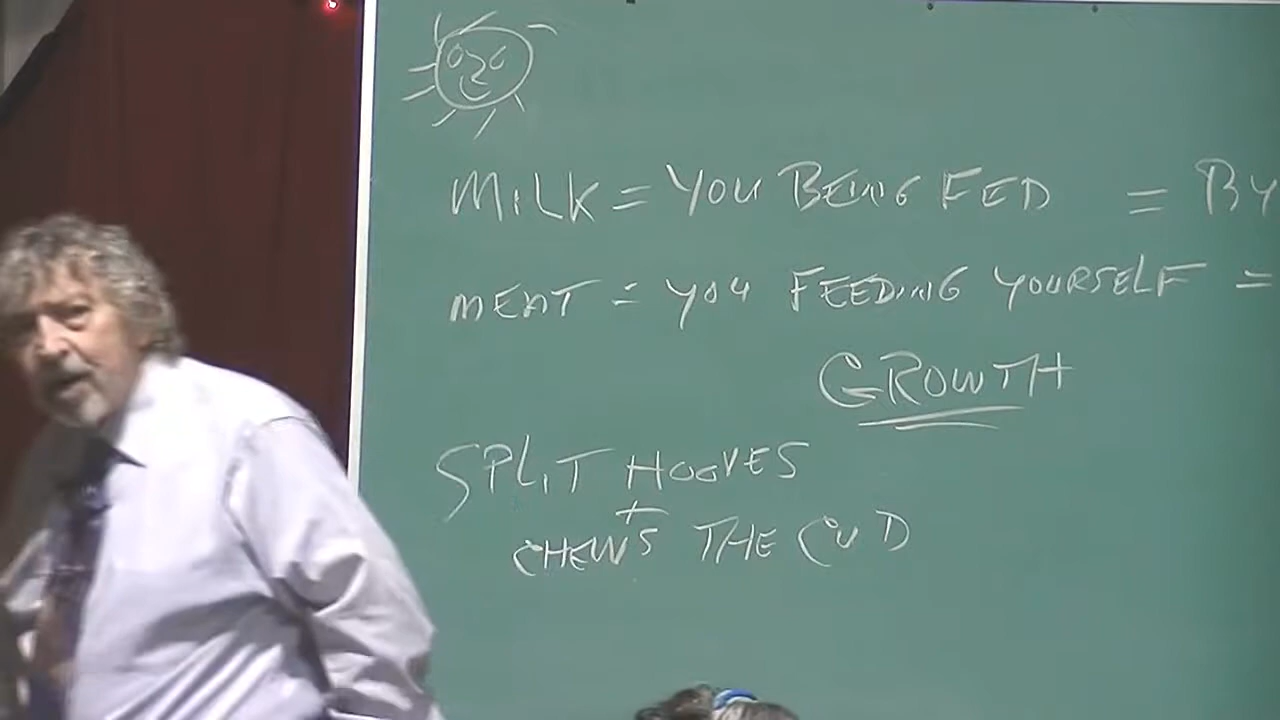 MILK = YOU BEING FED = BY
MEAT = YOU FEEDING YOURSELF =
GROWTH
SPLIT HOOVES
+
CHEWS THE CUD